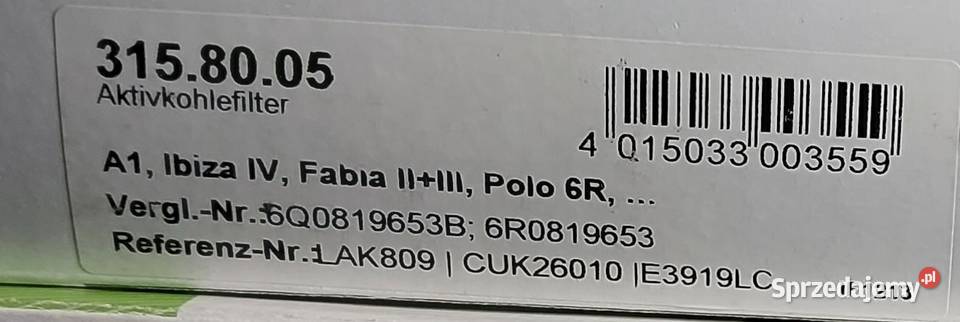 315.80.05
Aktivkohlefilter
4 015033 003559
A1, Ibiza IV, Fabia II+III, Polo 6R, ...
Vergl.-Nr.:6Q0819653B; 6R0819653
Referenz-Nr.:LAK809 | CUK26010 |E3919LC
Sprzedajemy.pl